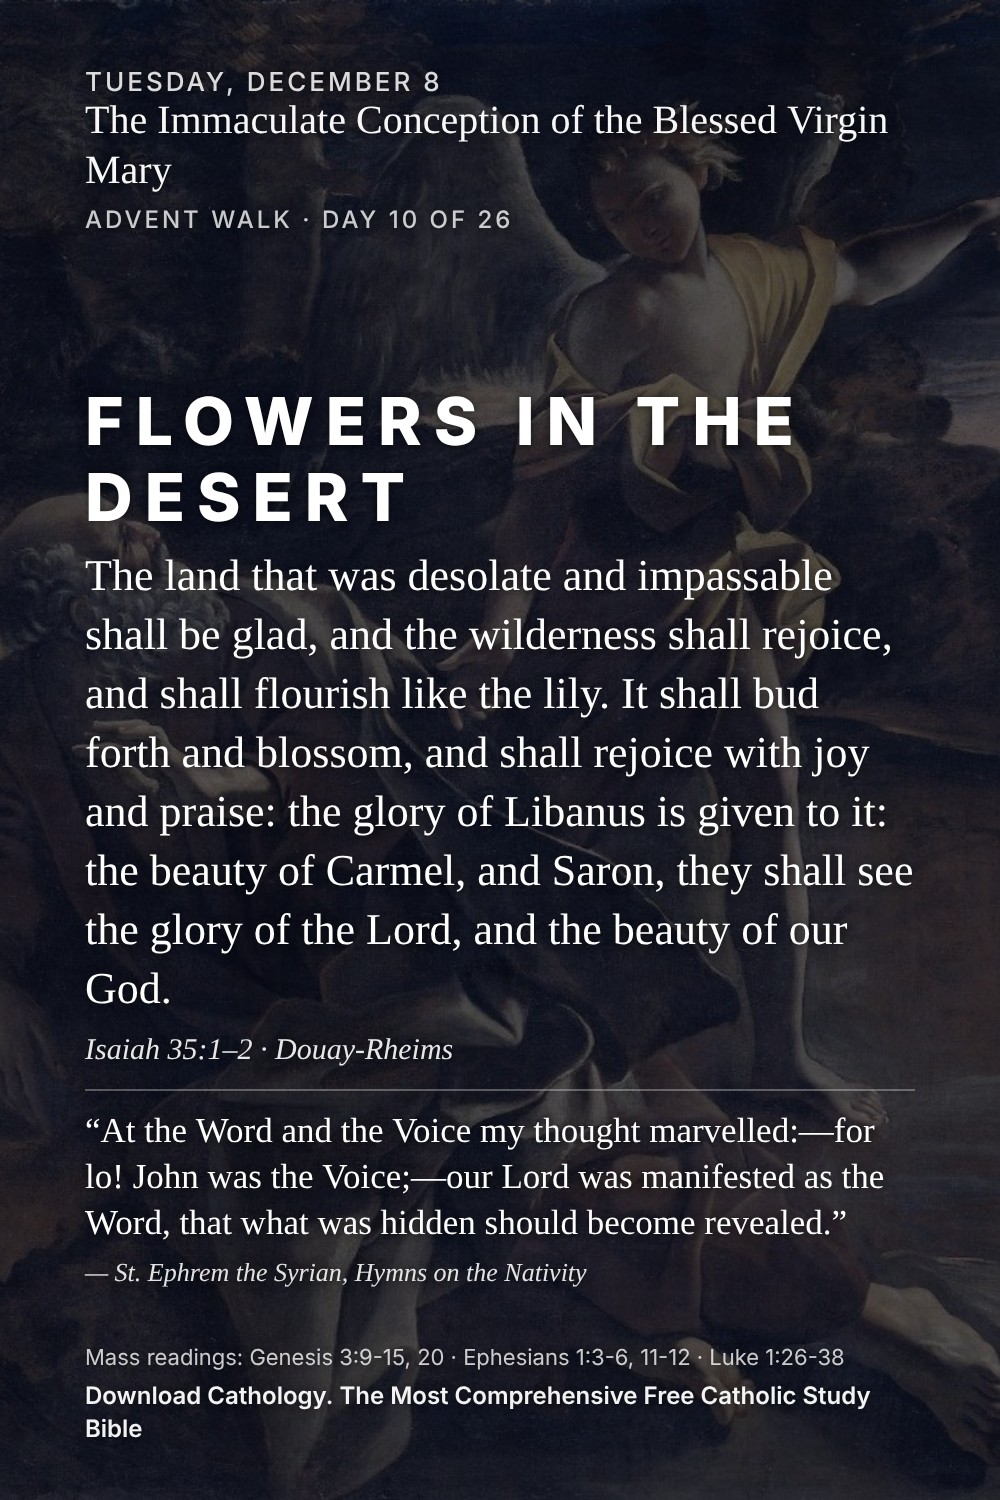 TUESDAY, DECEMBER 8
The Immaculate Conception of the Blessed Virgin
Mary
ADVENT WALK · DAY 10 OF 26
FLOWERS IN THE
DESERT
The land that was desolate and impassable
shall be glad, and the wilderness shall rejoice,
and shall flourish like the lily. It shall bud
forth and blossom, and shall rejoice with joy
and praise: the glory of Libanus is given to it:
the beauty of Carmel, and Saron, they shall see
the glory of the Lord, and the beauty of our
God.
Isaiah 35:1–2 · Douay-Rheims
“At the Word and the Voice my thought marvelled:—for
lo! John was the Voice;—our Lord was manifested as the
Word, that what was hidden should become revealed.”
— St. Ephrem the Syrian, Hymns on the Nativity
Mass readings: Genesis 3:9-15, 20 · Ephesians 1:3-6, 11-12 · Luke 1:26-38
Download Cathology. The Most Comprehensive Free Catholic Study
Bible